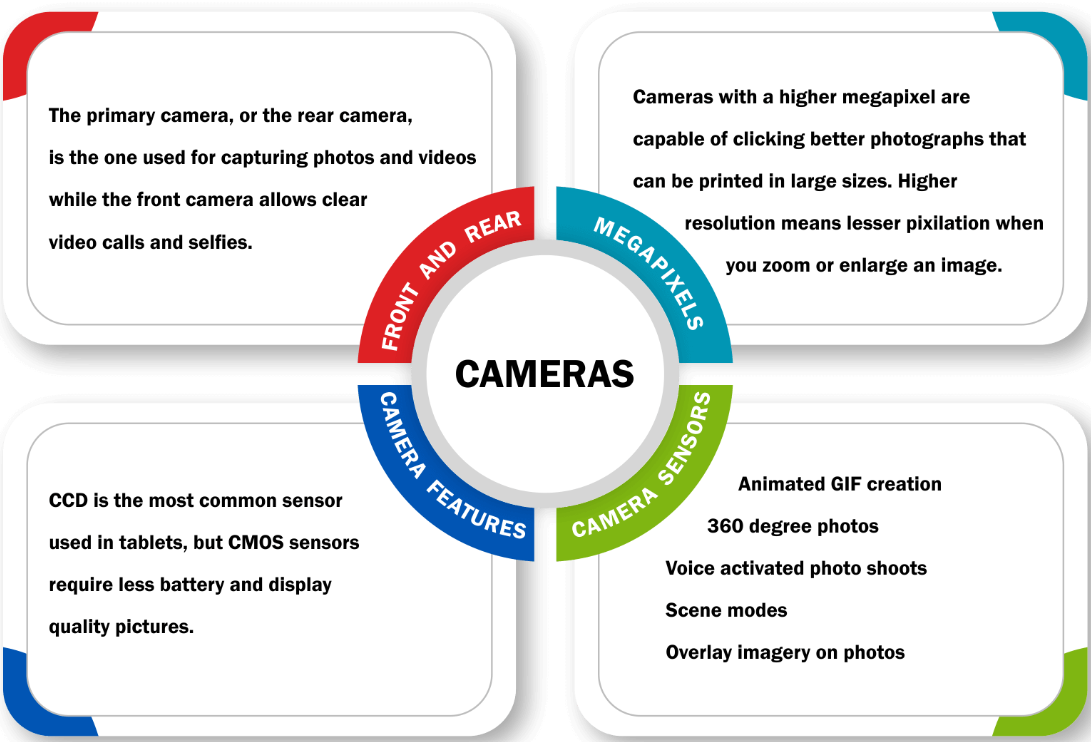 The primary camera, or the rear camera,
is the one used for capturing photos and videos
while the front camera allows clear
video calls and selfies.
Cameras with a higher megapixel are
capable of clicking better photographs that
can be printed in large sizes. Higher
resolution means lesser pixilation when
you zoom or enlarge an image.
FRONT AND REAR
MEGAPIXELS
CAMERAS
CAMERA FEATURES
CAMERA SENSORS
CCD is the most common sensor
used in tablets, but CMOS sensors
require less battery and display
quality pictures.
Animated GIF creation
360 degree photos
Voice activated photo shoots
Scene modes
Overlay imagery on photos